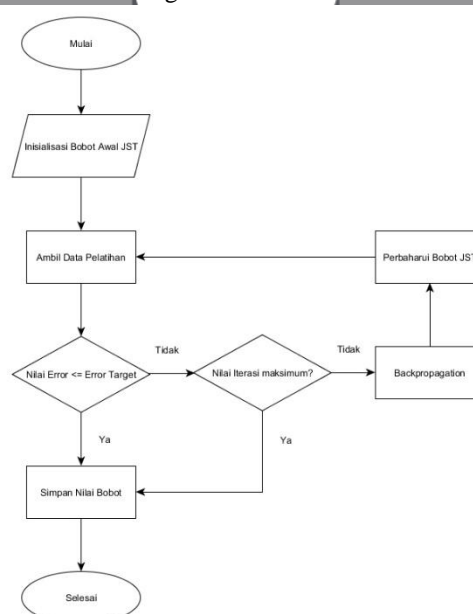 Mulai
Inisialisasi Bobot Awal JST
Ambil Data Pelatihan
Perbaharui Bobot JST
Nilai Error <= Error Target
Tidak
Nilai Iterasi maksimum?
Tidak
Backpropagation
Ya
Ya
Simpan Nilai Bobot
Selesai